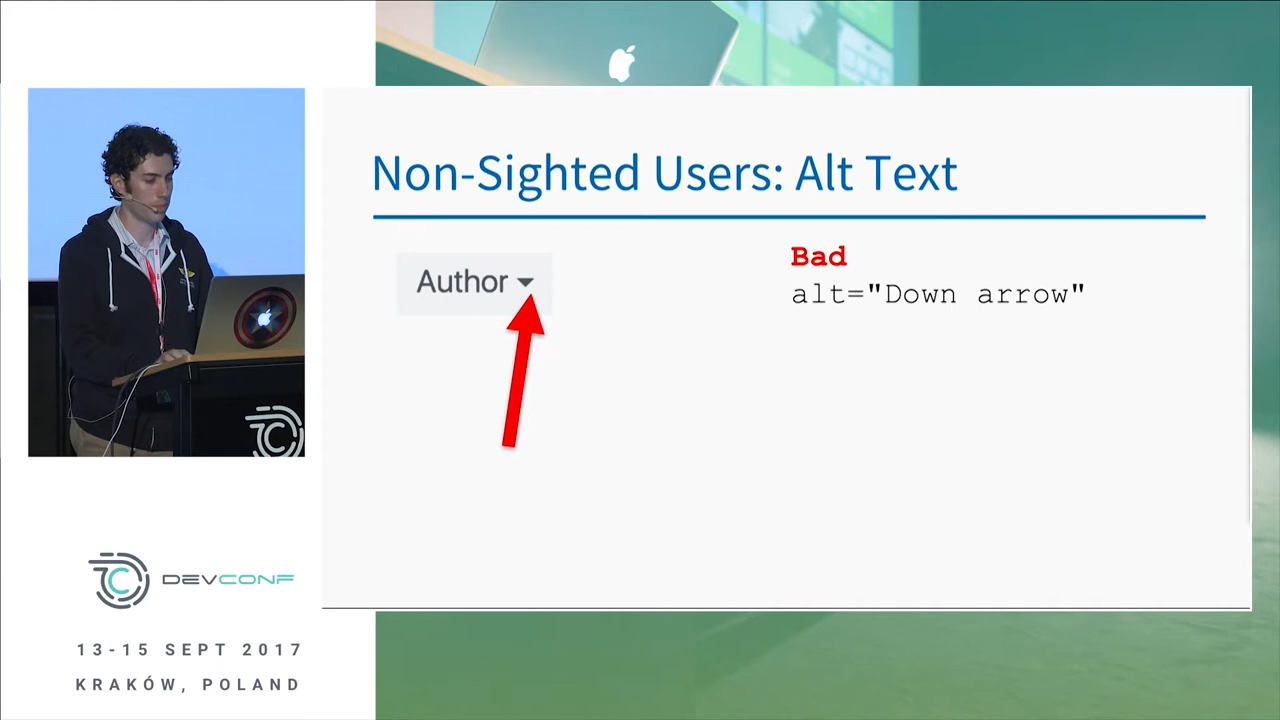 Non-Sighted Users: Alt Text
Author
Bad
alt="Down arrow"
DEVCONF
13-15 SEPT 2017
KRAKÓW, POLAND